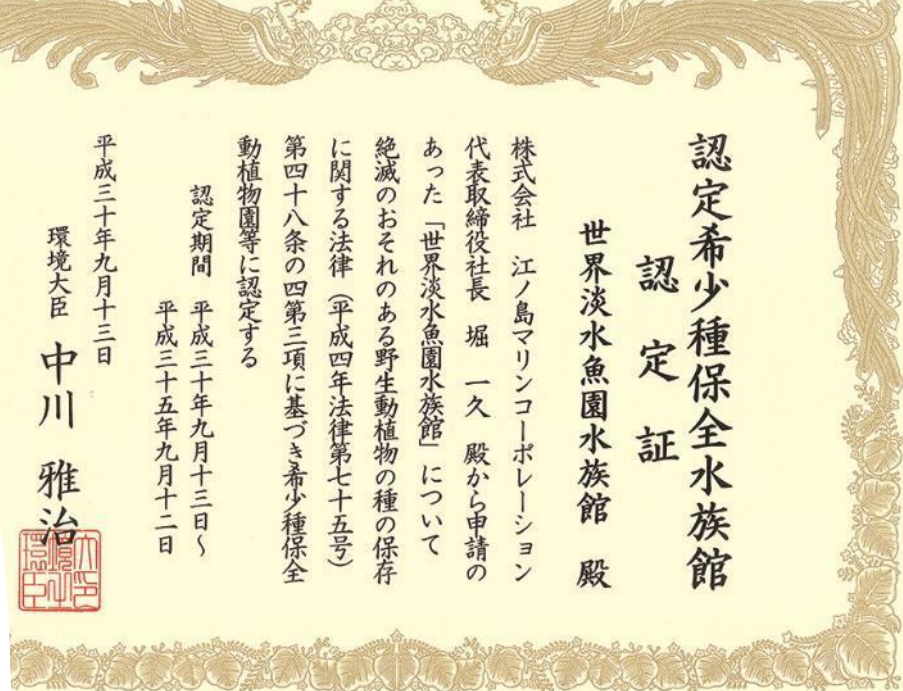 認定希少種保全水族館
認定証
世界淡水魚園水族館 殿
株式会社 江ノ島マリンコーポレーション
代表取締役社長 堀 一久 殿から申請の
あった「世界淡水魚園水族館」について
絶滅のおそれのある野生動植物の種の保存
に関する法律(平成四年法律第七十五号)
第四十八条の四第三項に基づき希少種保全
動植物園等に認定する
認定期間 平成三十年九月十三日~
平成三十五年九月十二日
平成三十年九月十三日
環境大臣 中川 雅治
環境大臣之印